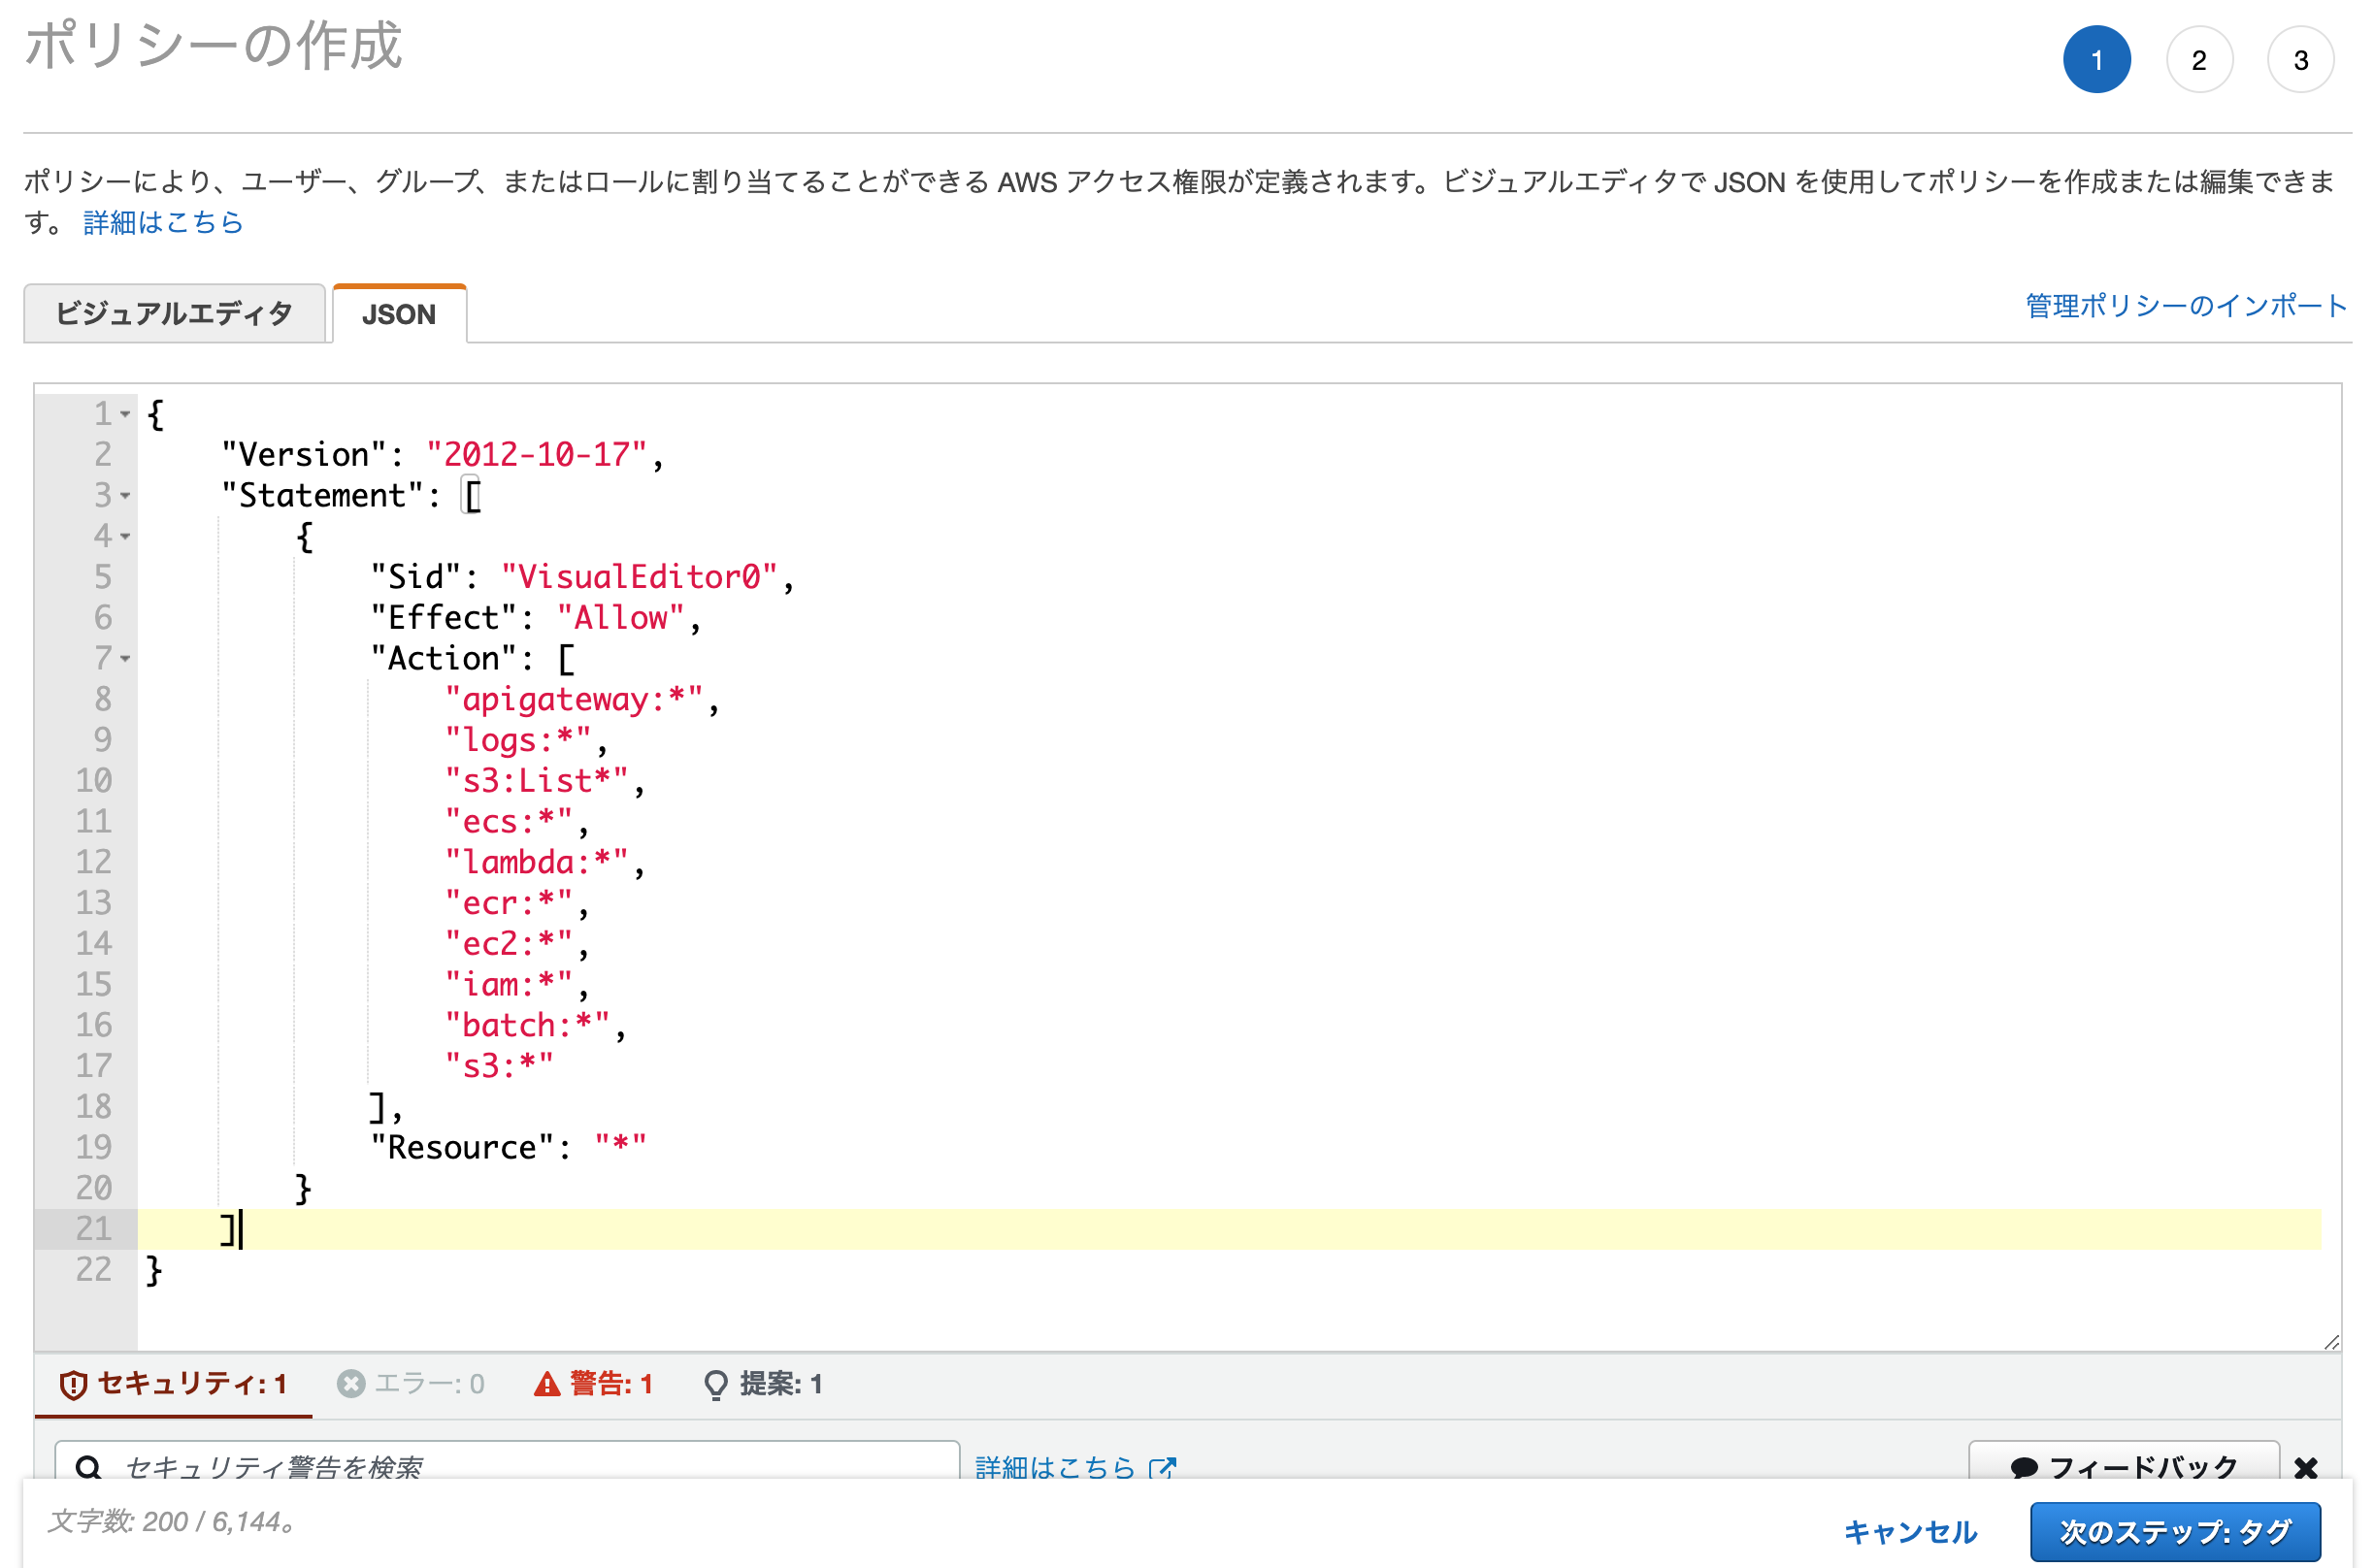 ポリシーの作成
1 2 3
ポリシーにより、ユーザー、グループ、またはロールに割り当てることができる AWS アクセス権限が定義されます。ビジュアルエディタで JSON を使用してポリシーを作成または編集できま
す。 詳細はこちら
ビジュアルエディタ JSON 管理ポリシーのインポート
1 {
2 "Version": "2012-10-17",
3 "Statement": [
4 {
5 "Sid": "VisualEditor0",
6 "Effect": "Allow",
7 "Action": [
8 "apigateway:*",
9 "logs:*",
10 "s3:List*",
11 "ecs:*",
12 "lambda:*",
13 "ecr:*",
14 "ec2:*",
15 "iam:*",
16 "batch:*",
17 "s3:*"
18 ],
19 "Resource": "*"
20 }
21 ]
22 }
セキュリティ: 1 エラー: 0 警告: 1 提案: 1
セキュリティ警告を検索 詳細はこちら フィードバック
文字数: 200 / 6,144。 キャンセル 次のステップ: タグ